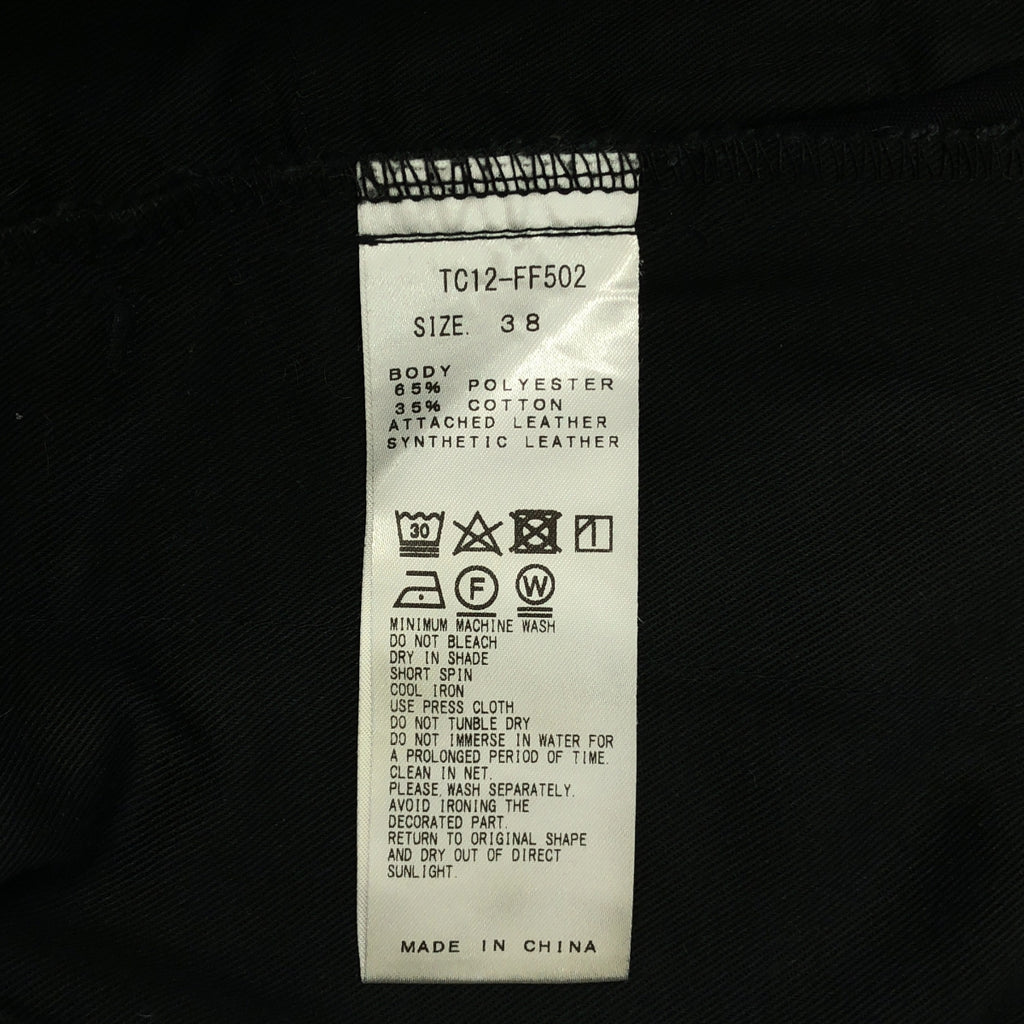 TC12-FF502
SIZE. 38
BODY
65% POLYESTER
35% COTTON
ATTACHED LEATHER
SYNTHETIC LEATHER
30
F W
MINIMUM MACHINE WASH
DO NOT BLEACH
DRY IN SHADE
SHORT SPIN
COOL IRON
USE PRESS CLOTH
DO NOT TUNBLE DRY
DO NOT IMMERSE IN WATER FOR
A PROLONGED PERIOD OF TIME.
CLEAN IN NET.
PLEASE WASH SEPARATELY.
AVOID IRONING THE
DECORATED PART.
RETURN TO ORIGINAL SHAPE
AND DRY OUT OF DIRECT
SUNLIGHT.
MADE IN CHINA